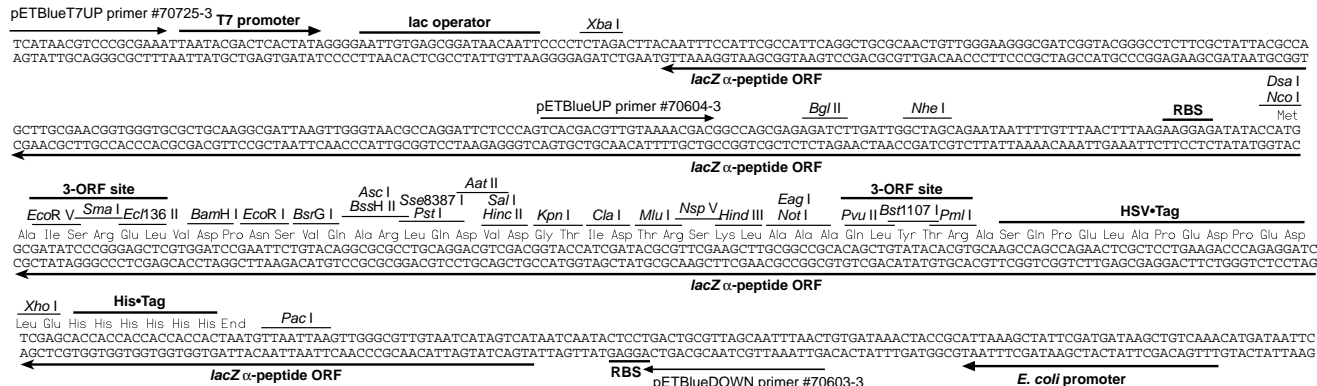 pETBlueT7UP primer #70725-3
T7 promoter
lac operator
Xba I
TCATAACGTCCCGCGAAATTAATACGACTCACTATAGGGGAATTGTGAGCGGATAACAATTCCCCTCTAGACTTACAATTTCCATTCGCCATTCAGGCTGCGCAACTGTTGGGAAGGGCGATCGGTACGGGCCTCTTCGCTATTACGCCA
AGTATTGCAGGGCGCTTTAATTATGCTGAGTGATATCCCCTTAACACTCGCCTATTGTTAAGGGGAGATCTGAATGTTAAAGGTAAGCGGTAAGTCCGACGCGTTGACAACCCTTCCCGCTAGCCATGCCCGGAGAAGCGATAATGCGGT
lacZ α-peptide ORF
Dsa I
pETBlueUP primer #70604-3
Bgl II
Nhe I
RBS
Nco I
Met
GCTTGCGAACGGTGGGTGCGCTGCAAGGCGATTAAGTTGGGTAACGCCAGGATTCTCCCAGTCACGACGTTGTAAAACGACGGCCAGCGAGAGATCTTGATTGGCTAGCAGAATAATTTTGTTTAACTTTAAGAAGGAGATATACCATG
CGAACGCTTGCCACCCACGCGACGTTCCGCTAATTCAACCCATTGCGGTCCTAAGAGGGTCAGTGCTGCAACATTTTGCTGCCGGTCGCTCTCTAGAACTAACCGATCGTCTTATTAAAACAAATTGAAATTCTTCCTCTATATGGTAC
lacZ α-peptide ORF
3-ORF site
Asc I
Aat II
Sse8387 I
Sal I
Eag I
3-ORF site
EcoR V
Sma I
Ecl136 II
BamH I
EcoR I
BsrG I
BssH II
Pst I
Hinc II
Kpn I
Cla I
Mlu I
Nsp V
Hind III
Not I
Pvu II
Bst1107 I
Pml I
HSV•Tag
Ala Ile Ser Arg Glu Leu Val Asp Pro Asn Ser Val Gln Ala Arg Leu Gln Asp Val Asp Gly Thr Ile Asp Thr Arg Ser Lys Leu Ala Ala Ala Gln Leu Tyr Thr Arg Ala Ser Gln Pro Glu Leu Ala Pro Glu Asp Pro Glu Asp
GCGATATCCCGGGAGCTCGTGGATCCGAATTCTGTACAGGCGCGCCTGCAGGACGTCGACGGTACCATCGATACGCGTTCGAAGCTTGCGGCCGCACAGCTGTATACACGTGCAAGCCAGCCAGAACTCGCTCCTGAAGACCCAGAGGATC
CGCTATAGGGCCCTCGAGCACCTAGGCTTAAGACATGTCCGCGCGGACGTCCTGCAGCTGCCATGGTAGCTATGCGCAAGCTTCGAACGCCGGCGTGTCGACATATGTGCACGTTCGGTCGGTCTTGAGCGAGGACTTCTGGGTCTCCTAG
lacZ α-peptide ORF
Xho I
His•Tag
Leu Glu His His His His His His End
Pac I
TCGAGCACCACCACCACCACCACTAATGTTAATTAAGTTGGGCGTTGTAATCATAGTCATAATCAATACTCCTGACTGCGTTAGCAATTTAACTGTGATAAACTACCGCATTAAAGCTATTCGATGATAAGCTGTCAAACATGATAATTC
AGCTCGTGGTGGTGGTGGTGGTGATTACAATTAATTCAACCCGCAACATTAGTATCAGTATTAGTTATGAGGACTGACGCAATCGTTAAATTGACACTATTTGATGGCGTAATTTCGATAAGCTACTATTCGACAGTTTGTACTATTAAG
lacZ α-peptide ORF
RBS
pETBlueDOWN primer #70603-3
E. coli promoter